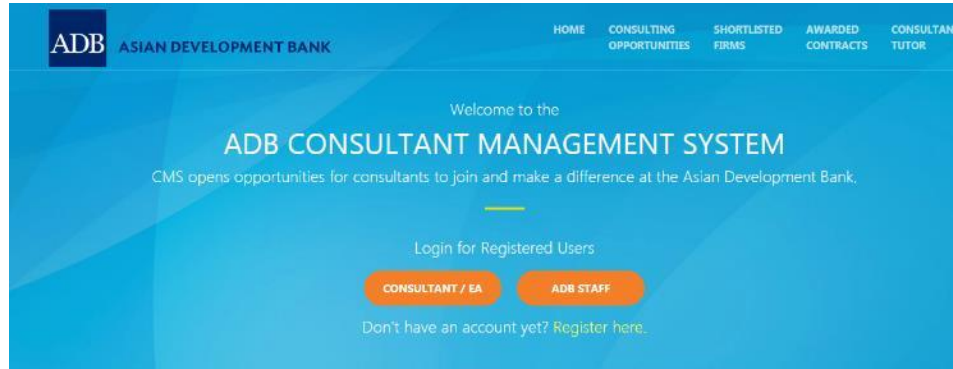 ADB ASIAN DEVELOPMENT BANK
HOME
CONSULTING
OPPORTUNITIES
SHORTLISTED
FIRMS
AWARDED
CONTRACTS
CONSULTAN
TUTOR
Welcome to the
ADB CONSULTANT MANAGEMENT SYSTEM
CMS opens opportunities for consultants to join and make a difference at the Asian Development Bank.
Login for Registered Users
CONSULTANT / EA
ADB STAFF
Don't have an account yet? Register here.